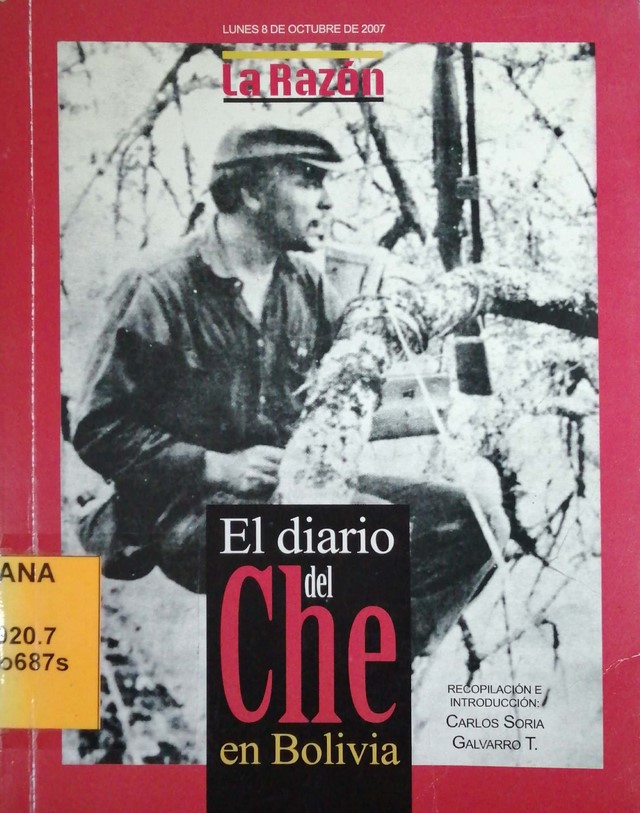 LUNES 8 DE OCTUBRE DE 2007
La Razón
El diario
del
Che
en Bolivia
RECOPILACIÓN E
INTRODUCCIÓN:
CARLOS SORIA
GALVARRO T.
ANA
920.7
b687s